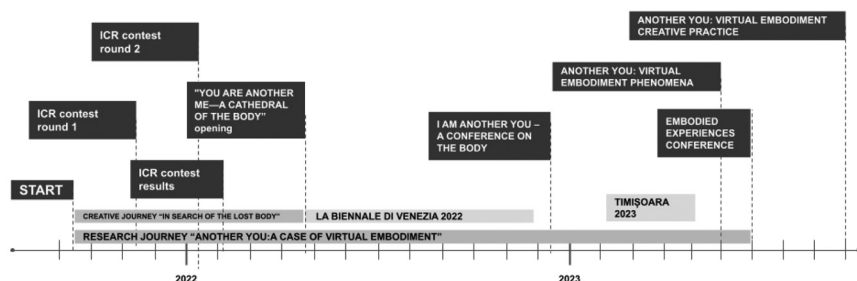 ANOTHER YOU: VIRTUAL EMBODIMENT
CREATIVE PRACTICE
ICR contest
round 2
ANOTHER YOU: VIRTUAL
EMBODIMENT PHENOMENA
"YOU ARE ANOTHER
ME—A CATHEDRAL
OF THE BODY"
opening
ICR contest
round 1
I AM ANOTHER YOU –
A CONFERENCE ON
THE BODY
EMBODIED
EXPERIENCES
CONFERENCE
ICR contest
results
START
TIMIȘOARA
2023
CREATIVE JOURNEY "IN SEARCH OF THE LOST BODY"
LA BIENNALE DI VENEZIA 2022
RESEARCH JOURNEY "ANOTHER YOU:A CASE OF VIRTUAL EMBODIMENT"
2022
2023